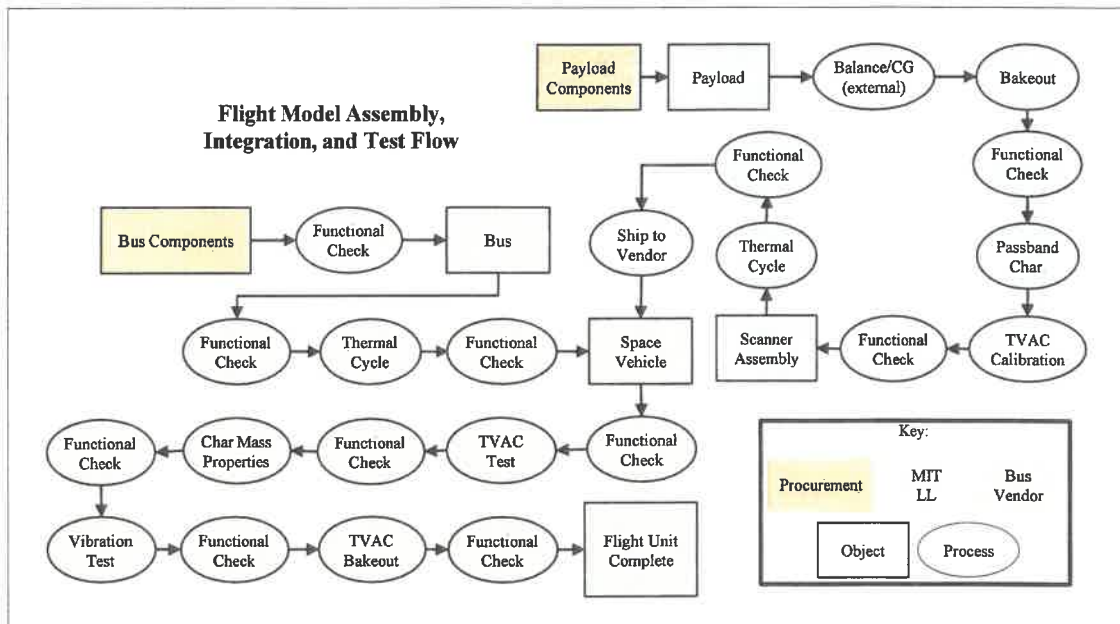 Flight Model Assembly,
Integration, and Test Flow
Payload
Components
Payload
Balance/CG
(external)
Bakeout
Functional
Check
Passband
Char
TVAC
Calibration
Functional
Check
Scanner
Assembly
Thermal
Cycle
Functional
Check
Ship to
Vendor
Bus Components
Functional
Check
Bus
Functional
Check
Thermal
Cycle
Functional
Check
Space
Vehicle
Functional
Check
TVAC
Test
Functional
Check
Char Mass
Properties
Functional
Check
Vibration
Test
Functional
Check
TVAC
Bakeout
Functional
Check
Flight Unit
Complete
Key:
Procurement
MIT
LL
Bus
Vendor
Object
Process